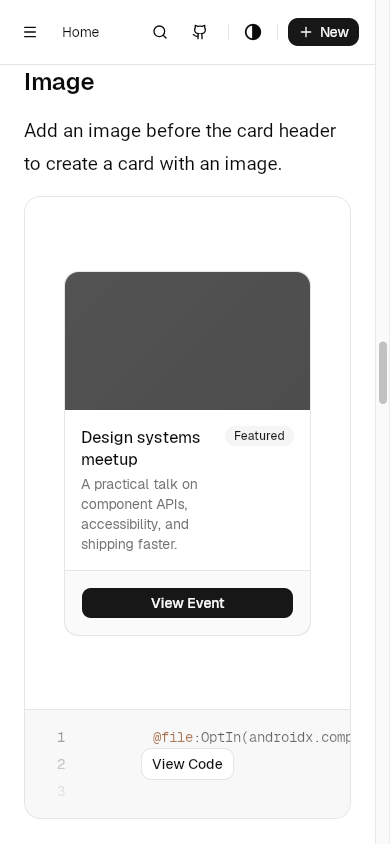 Home
New
Image
Add an image before the card header
to create a card with an image.
Design systems
meetup
Featured
A practical talk on
component APIs,
accessibility, and
shipping faster.
View Event
1 @file:OptIn(androidx.comp
2
View Code
3